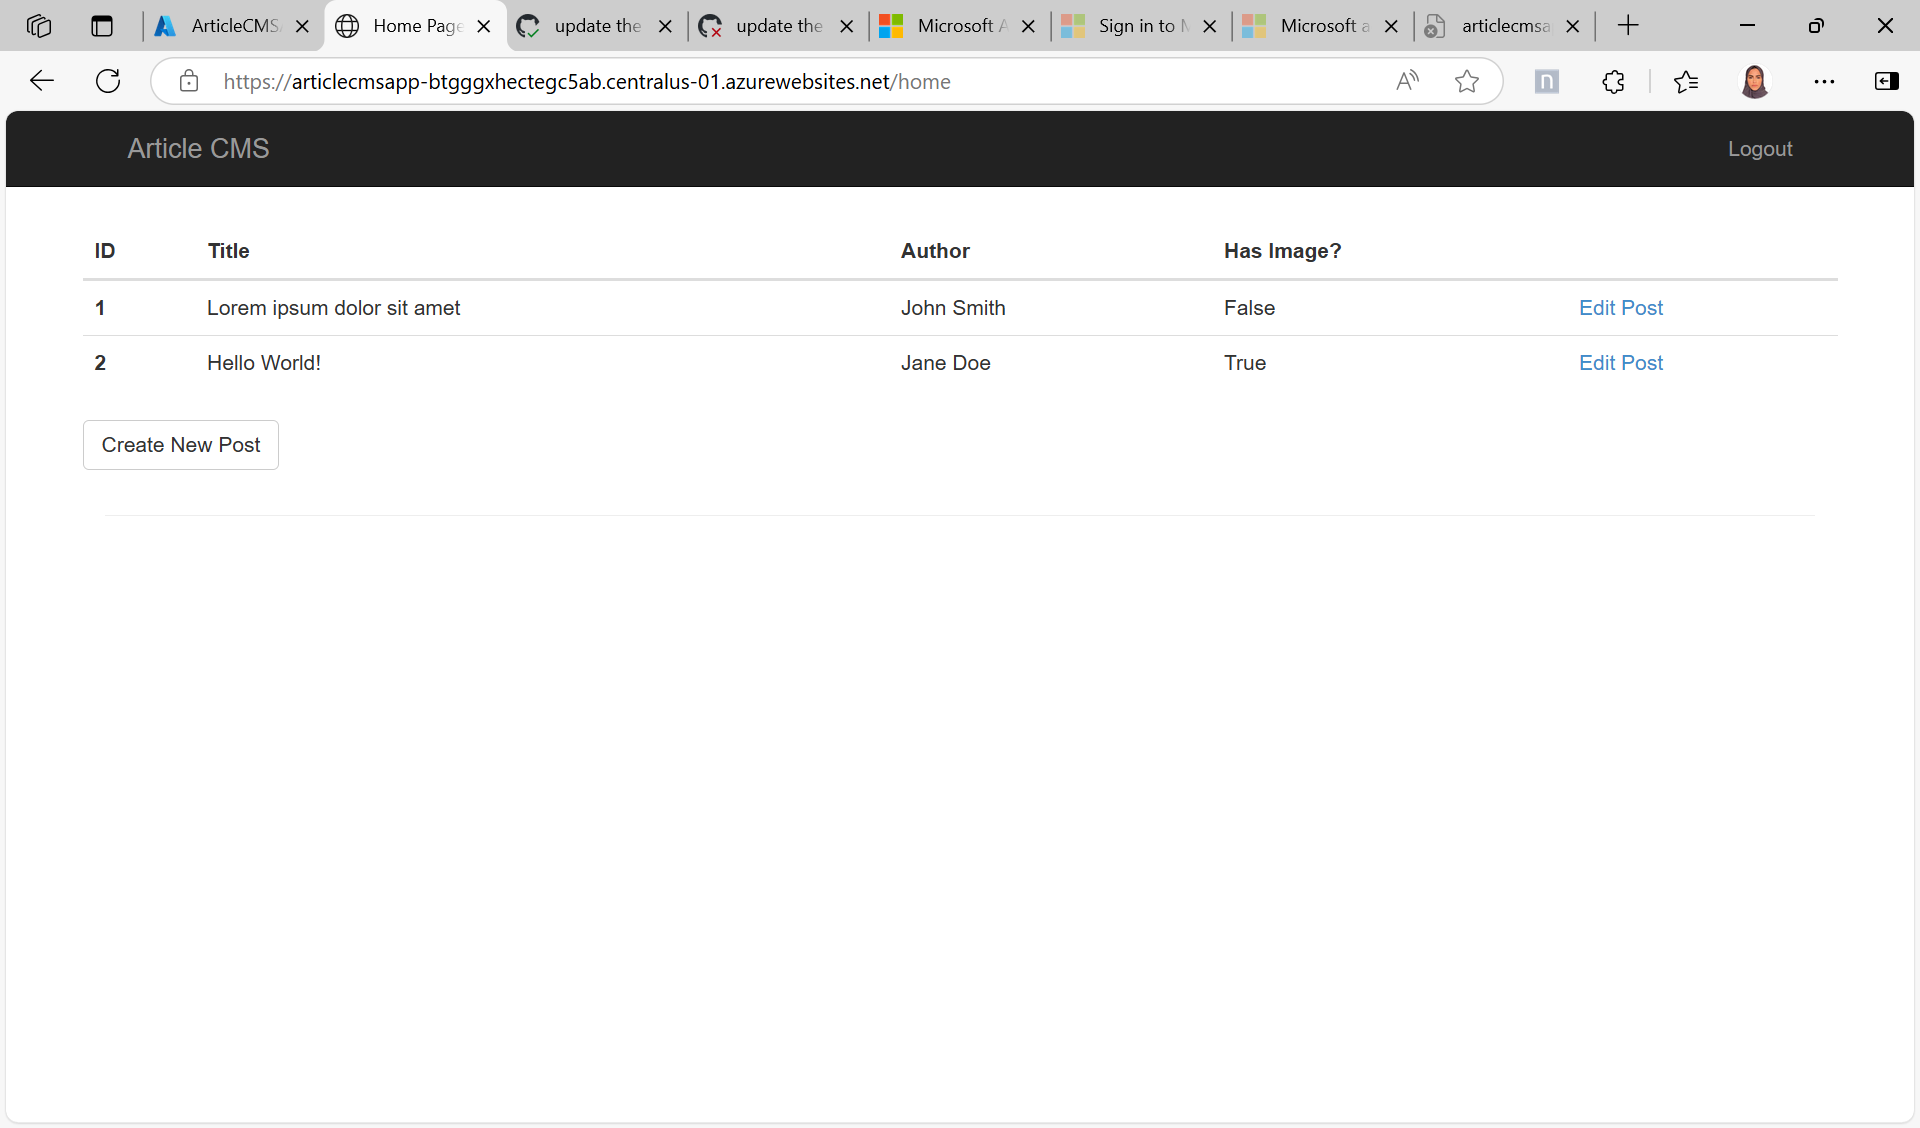 ArticleCMS
Home Page
update the
update the
Microsoft A
Sign in to
Microsoft a
articlecmsa
https://articlecmsapp-btgggxhectegc5ab.centralus-01.azurewebsites.net/home
n
Article CMS
Logout
ID Title Author Has Image?
1 Lorem ipsum dolor sit amet John Smith False Edit Post
2 Hello World! Jane Doe True Edit Post
Create New Post